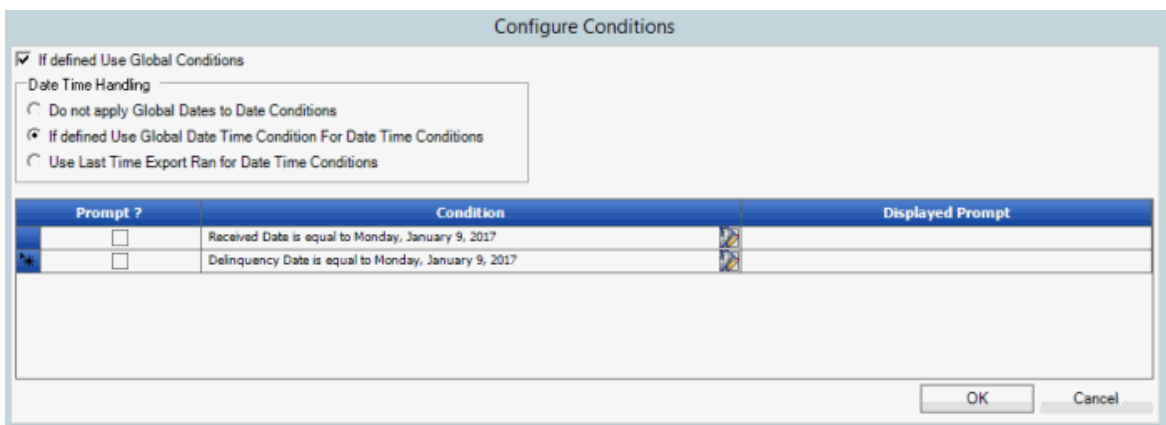 Configure Conditions
If defined Use Global Conditions
Date Time Handling
Do not apply Global Dates to Date Conditions
If defined Use Global Date Time Condition For Date Time Conditions
Use Last Time Export Ran for Date Time Conditions
Prompt ? Condition Displayed Prompt
Received Date is equal to Monday, January 9, 2017
Delinquency Date is equal to Monday, January 9, 2017
OK Cancel